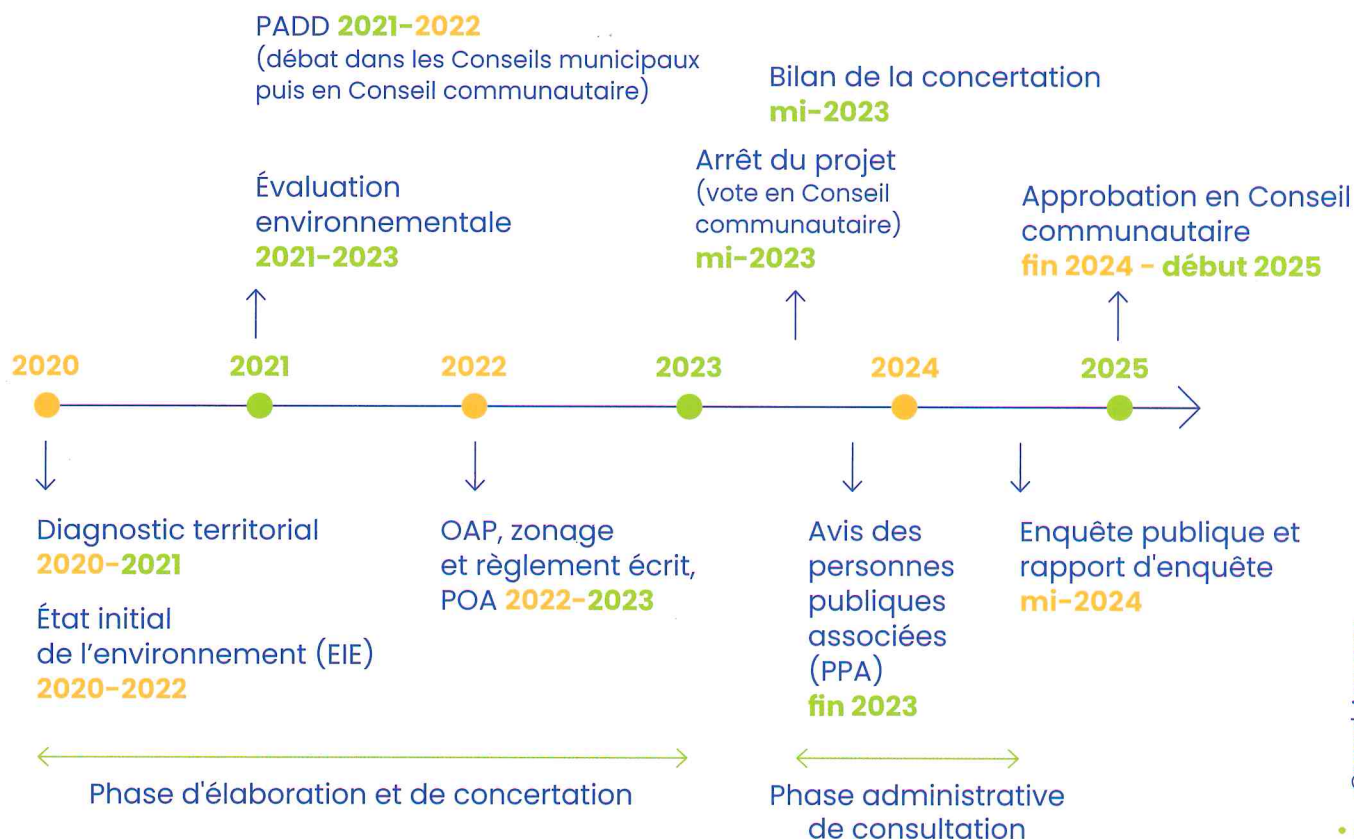 PADD 2021-2022
(débat dans les Conseils municipaux
puis en Conseil communautaire)
Bilan de la concertation
mi-2023
Évaluation
environnementale
2021-2023
Arrêt du projet
(vote en Conseil
communautaire)
mi-2023
Approbation en Conseil
communautaire
fin 2024 - début 2025
2020
2021
2022
2023
2024
2025
Diagnostic territorial
2020-2021
État initial
de l'environnement (EIE)
2020-2022
OAP, zonage
et règlement écrit,
POA 2022-2023
Avis des
personnes
publiques
associées
(PPA)
fin 2023
Enquête publique et
rapport d'enquête
mi-2024
Phase d'élaboration et de concertation
Phase administrative
de consultation